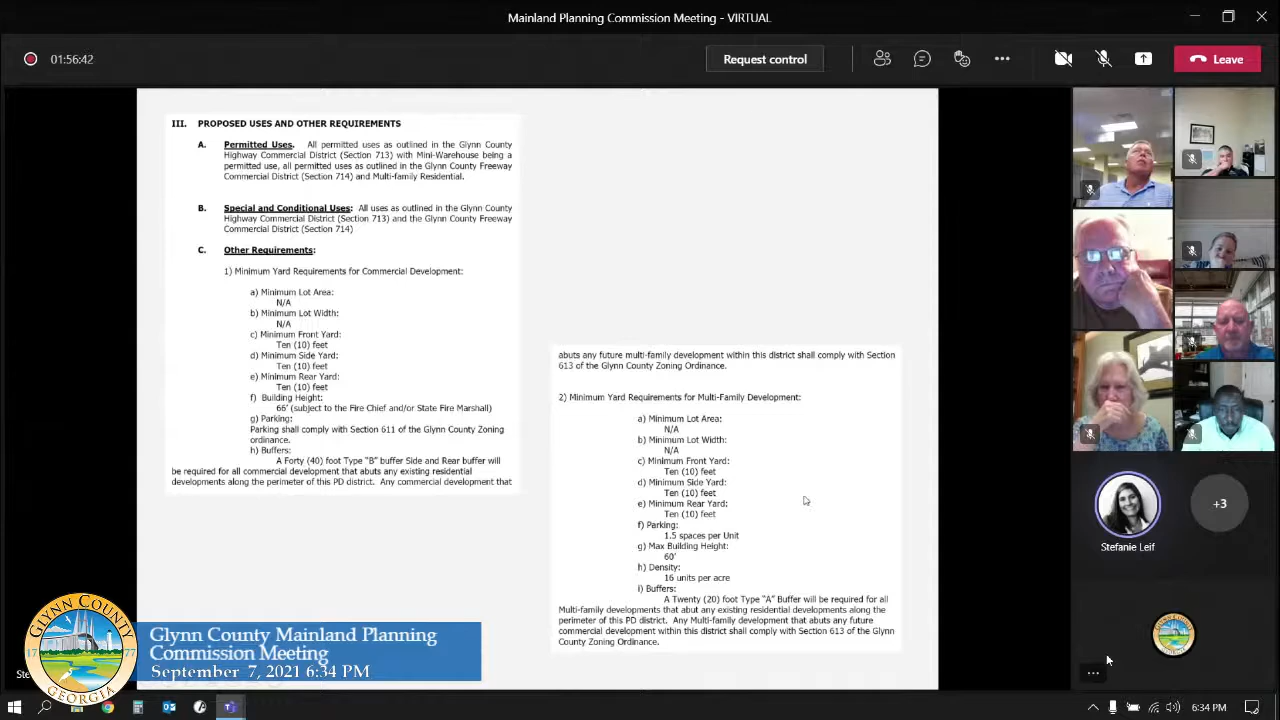 Mainland Planning Commission Meeting - VIRTUAL
01:56:42
Request control
Leave
III. PROPOSED USES AND OTHER REQUIREMENTS
A. Permitted Uses. All permitted uses as outlined in the Glynn County
Highway Commercial District (Section 713) with Mini-Warehouse being a
permitted use, all permitted uses as outlined in the Glynn County Freeway
Commercial District (Section 714) and Multi-family Residential.
B. Special and Conditional Uses: All uses as outlined in the Glynn County
Highway Commercial District (Section 713) and the Glynn County Freeway
Commercial District (Section 714)
C. Other Requirements:
1) Minimum Yard Requirements for Commercial Development:
a) Minimum Lot Area:
N/A
b) Minimum Lot Width:
N/A
c) Minimum Front Yard:
Ten (10) feet
d) Minimum Side Yard:
Ten (10) feet
e) Minimum Rear Yard:
Ten (10) feet
f) Building Height:
66' (subject to the Fire Chief and/or State Fire Marshall)
g) Parking:
Parking shall comply with Section 611 of the Glynn County Zoning
ordinance.
h) Buffers:
A Forty (40) foot Type "B" buffer Side and Rear buffer will
be required for all commercial development that abuts any existing residential
developments along the perimeter of this PD district. Any commercial development that
abuts any future multi-family development within this district shall comply with Section
613 of the Glynn County Zoning Ordinance.
2) Minimum Yard Requirements for Multi-Family Development:
a) Minimum Lot Area:
N/A
b) Minimum Lot Width:
N/A
c) Minimum Front Yard:
Ten (10) feet
d) Minimum Side Yard:
Ten (10) feet
e) Minimum Rear Yard:
Ten (10) feet
f) Parking:
1.5 spaces per Unit
g) Max Building Height:
60'
h) Density:
16 units per acre
i) Buffers:
A Twenty (20) foot Type "A" Buffer will be required for all
Multi-family developments that abut any existing residential developments along the
perimeter of this PD district. Any Multi-family development that abuts any future
commercial development within this district shall comply with Section 613 of the Glynn
County Zoning Ordinance.
+3
Stefanie Leif
GLYNN COUNTY
17 77
GEORGIA
Ste
Glynn County Mainland Planning
Commission Meeting
September 7, 2021 6:34 PM
6:34 PM